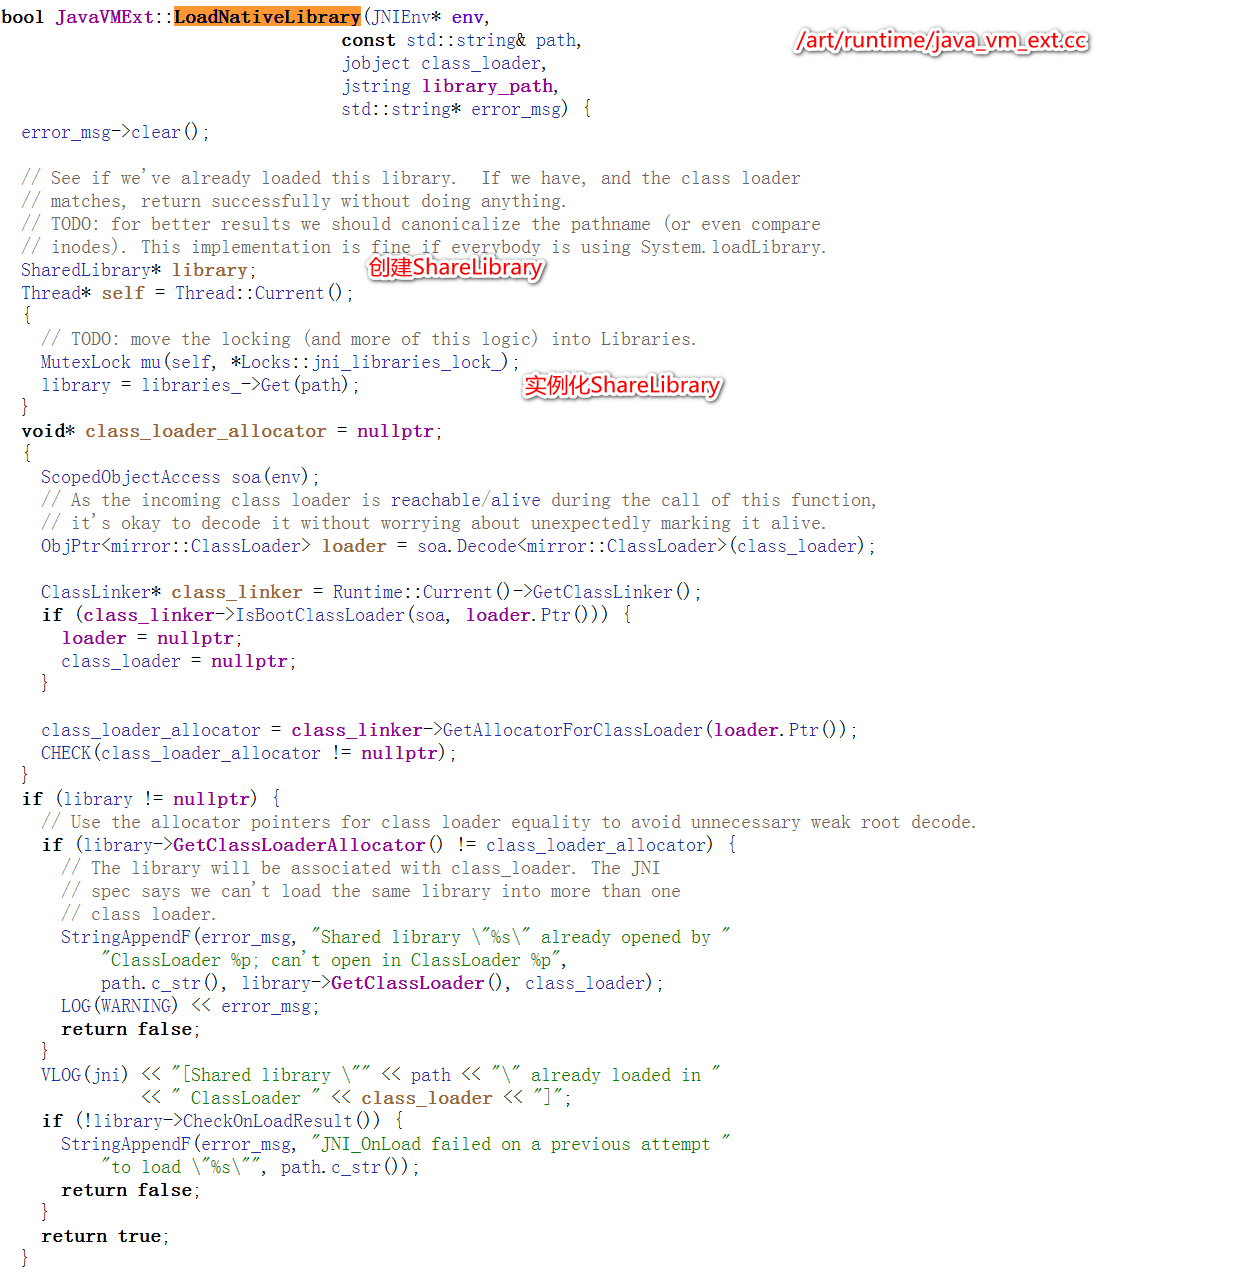 bool JavaVMExt::LoadNativeLibrary(JNIEnv* env,
/art/runtime/java_vm_ext.cc
const std::string& path,
jobject class_loader,
jstring library_path,
std::string* error_msg) {
error_msg->clear();
// See if we've already loaded this library.  If we have, and the class loader
// matches, return successfully without doing anything.
// TODO: for better results we should canonicalize the pathname (or even compare
// inodes). This implementation is fine if everybody is using System.loadLibrary.
SharedLibrary* library;
创建ShareLibrary
Thread* self = Thread::Current();
{
// TODO: move the locking (and more of this logic) into Libraries.
MutexLock mu(self, *Locks::jni_libraries_lock_);
library = libraries_->Get(path);
实例化ShareLibrary
}
void* class_loader_allocator = nullptr;
{
ScopedObjectAccess soa(env);
// As the incoming class loader is reachable/alive during the call of this function,
// it's okay to decode it without worrying about unexpectedly marking it alive.
ObjPtr<mirror::ClassLoader> loader = soa.Decode<mirror::ClassLoader>(class_loader);
ClassLinker* class_linker = Runtime::Current()->GetClassLinker();
if (class_linker->IsBootClassLoader(soa, loader.Ptr())) {
loader = nullptr;
class_loader = nullptr;
}
class_loader_allocator = class_linker->GetAllocatorForClassLoader(loader.Ptr());
CHECK(class_loader_allocator != nullptr);
}
if (library != nullptr) {
// Use the allocator pointers for class loader equality to avoid unnecessary weak root decode.
if (library->GetClassLoaderAllocator() != class_loader_allocator) {
// The library will be associated with class_loader. The JNI
// spec says we can't load the same library into more than one
// class loader.
StringAppendF(error_msg, "Shared library \"%s\" already opened by "
"ClassLoader %p; can't open in ClassLoader %p",
path.c_str(), library->GetClassLoader(), class_loader);
LOG(WARNING) << error_msg;
return false;
}
VLOG(jni) << "[Shared library \"" << path << "\" already loaded in "
<< " ClassLoader " << class_loader << "]";
if (!library->CheckOnLoadResult()) {
StringAppendF(error_msg, "JNI_OnLoad failed on a previous attempt "
"to load \"%s\"", path.c_str());
return false;
}
return true;
}